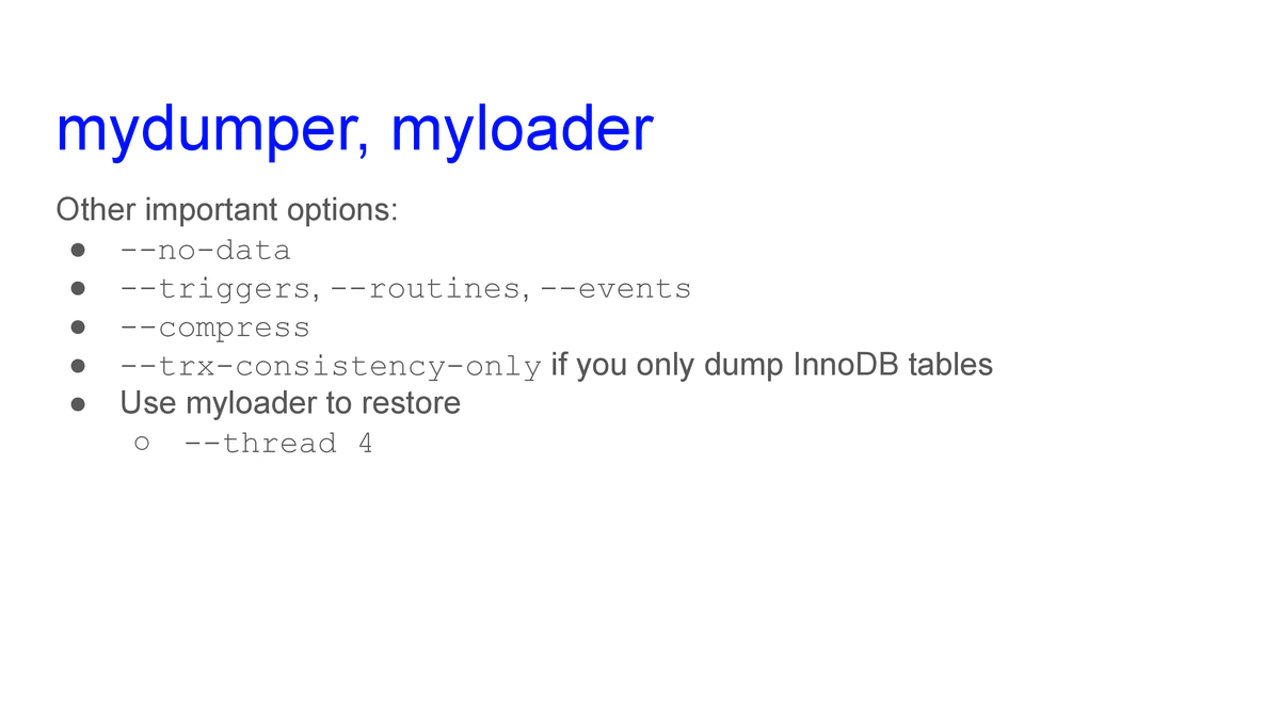 mydumper, myloader
Other important options:
● --no-data
● --triggers, --routines, --events
● --compress
● --trx-consistency-only if you only dump InnoDB tables
● Use myloader to restore
○ --thread 4